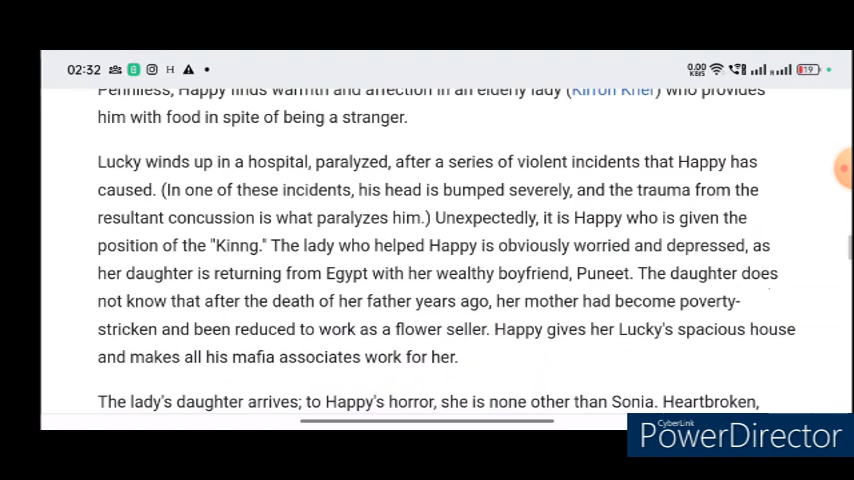 02:32 H 0.00 KB/S 19
Penniless, Happy finds warmth and affection in an elderly lady (Kirron Kher) who provides
him with food in spite of being a stranger.
Lucky winds up in a hospital, paralyzed, after a series of violent incidents that Happy has
caused. (In one of these incidents, his head is bumped severely, and the trauma from the
resultant concussion is what paralyzes him.) Unexpectedly, it is Happy who is given the
position of the "Kinng." The lady who helped Happy is obviously worried and depressed, as
her daughter is returning from Egypt with her wealthy boyfriend, Puneet. The daughter does
not know that after the death of her father years ago, her mother had become poverty-
stricken and been reduced to work as a flower seller. Happy gives her Lucky's spacious house
and makes all his mafia associates work for her.
The lady's daughter arrives; to Happy's horror, she is none other than Sonia. Heartbroken,
CyberLink
PowerDirector